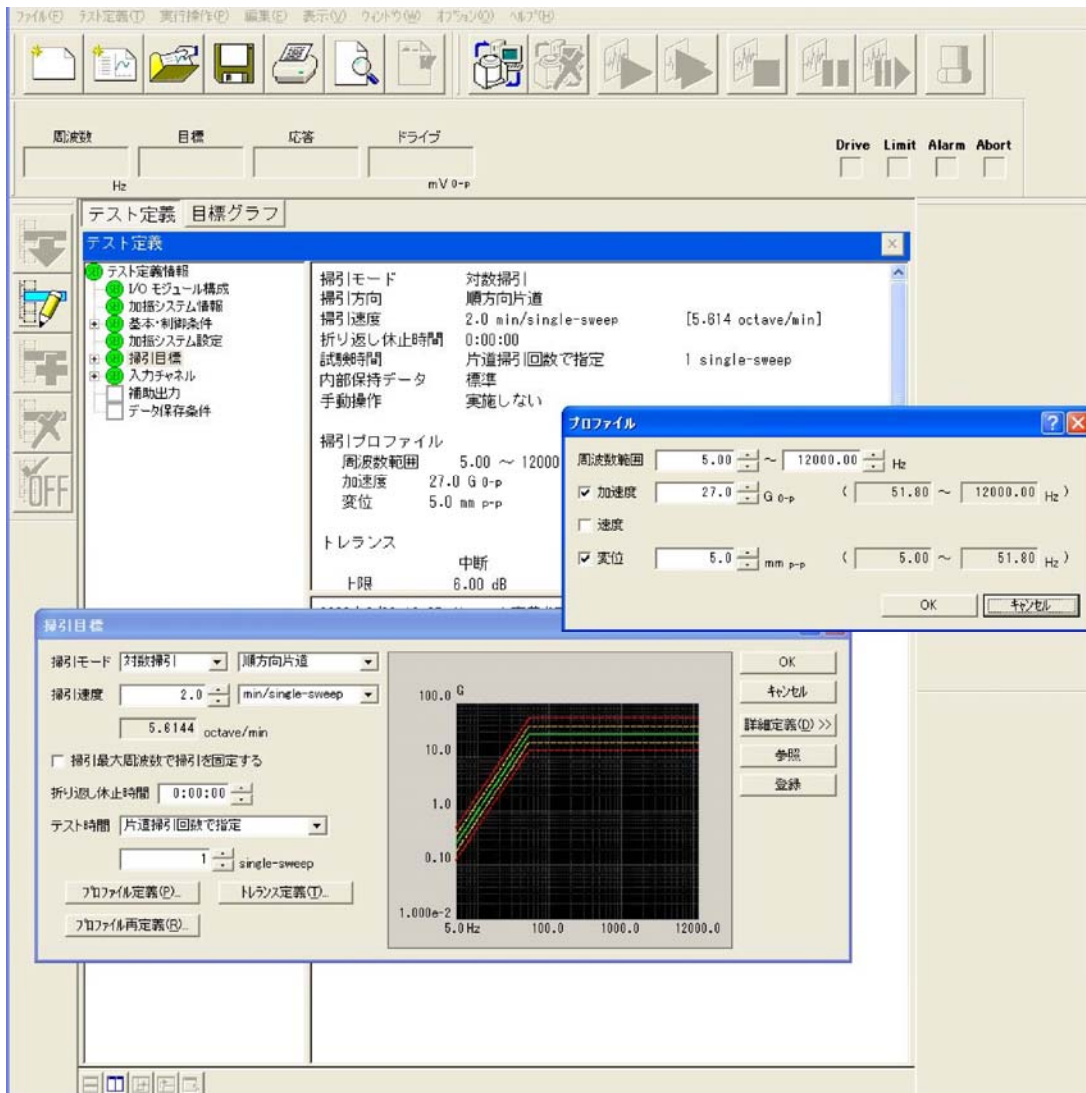 ファイル(F) テスト定義(T) 実行操作(P) 編集(E) 表示(V) ウィンドウ(W) オプション(O) ヘルプ(H)
周波数 目標 応答 ドライブ
Hz mV 0-p
Drive Limit Alarm Abort
OFF
テスト定義 目標グラフ
テスト定義
テスト定義情報
I/O モジュール構成
加振システム情報
基本・制御条件
加振システム設定
掃引目標
入力チャネル
補助出力
データ保存条件
掃引モード 対数掃引
掃引方向 順方向片道
掃引速度 2.0 min/single-sweep [5.614 octave/min]
折り返し休止時間 0:00:00
試験時間 片道掃引回数で指定 1 single-sweep
内部保持データ 標準
手動操作 実施しない
掃引プロファイル
周波数範囲 5.00 ～ 12000
加速度 27.0 G 0-p
変位 5.0 mm p-p
トレランス
中断
上限 6.00 dB
プロファイル
周波数範囲 5.00 ～ 12000.00 Hz
加速度 27.0 G 0-p ( 51.80 ～ 12000.00 Hz )
速度
変位 5.0 mm p-p ( 5.00 ～ 51.80 Hz )
OK キャンセル
掃引目標
掃引モード 対数掃引 順方向片道
掃引速度 2.0 min/single-sweep
5.6144 octave/min
掃引最大周波数で掃引を固定する
折り返し休止時間 0:00:00
テスト時間 片道掃引回数で指定
1 single-sweep
プロファイル定義(P)... トレランス定義(T)...
プロファイル再定義(R)...
100.0 G
10.0
1.0
0.10
1.000e-2
5.0 Hz 100.0 1000.0 12000.0
OK
キャンセル
詳細定義(D) >>
参照
登録